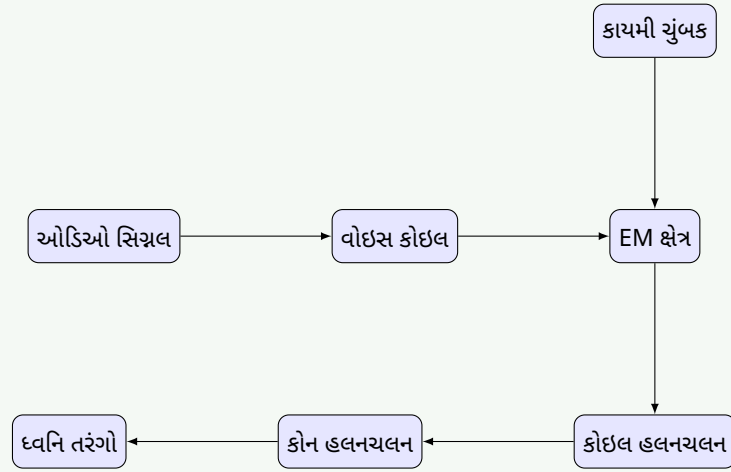 કાયમી ચુંબક
ઓડિઓ સિગ્નલ
વોઇસ કોઇલ
EM ક્ષેત્ર
ધ્વનિ તરંગો
કોન હલનચલન
કોઇલ હલનચલન